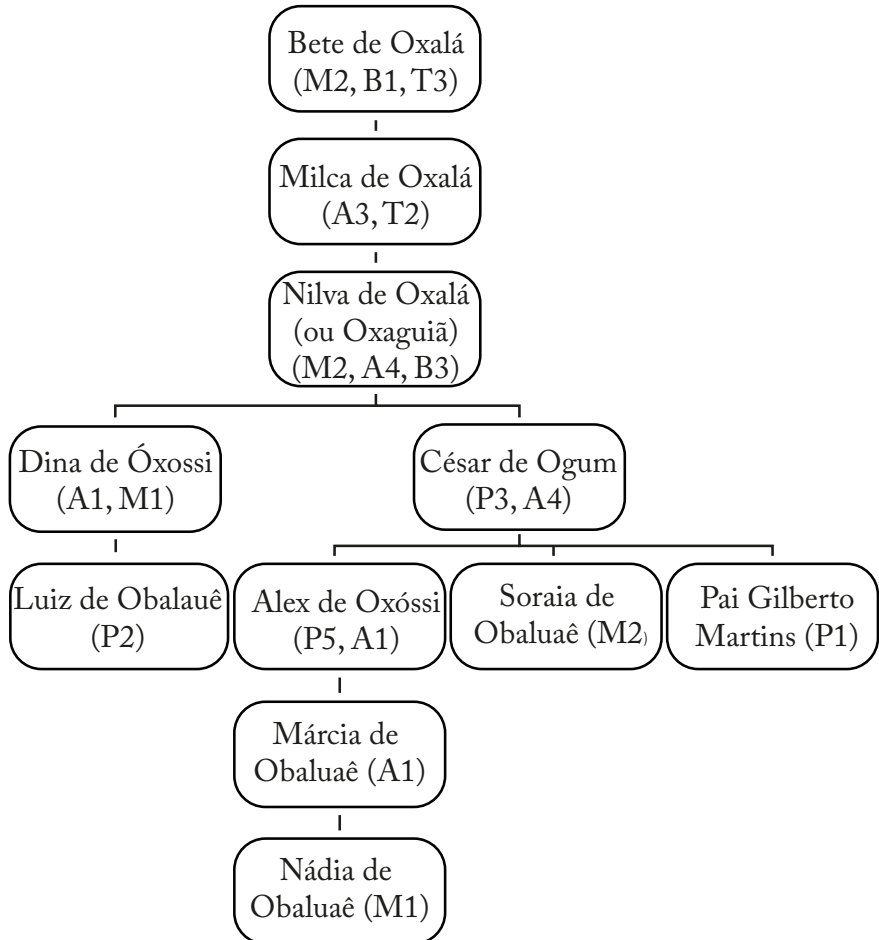 Bete de Oxalá
(M2, B1, T3)
Milca de Oxalá
(A3, T2)
Nilva de Oxalá
(ou Oxaguiã)
(M2, A4, B3)
Dina de Óxossi
(A1, M1)
César de Ogum
(P3, A4)
Luiz de Obalauê
(P2)
Alex de Oxóssi
(P5, A1)
Soraia de
Obaluaê (M2)
Pai Gilberto
Martins (P1)
Márcia de
Obaluaê (A1)
Nádia de
Obaluaê (M1)